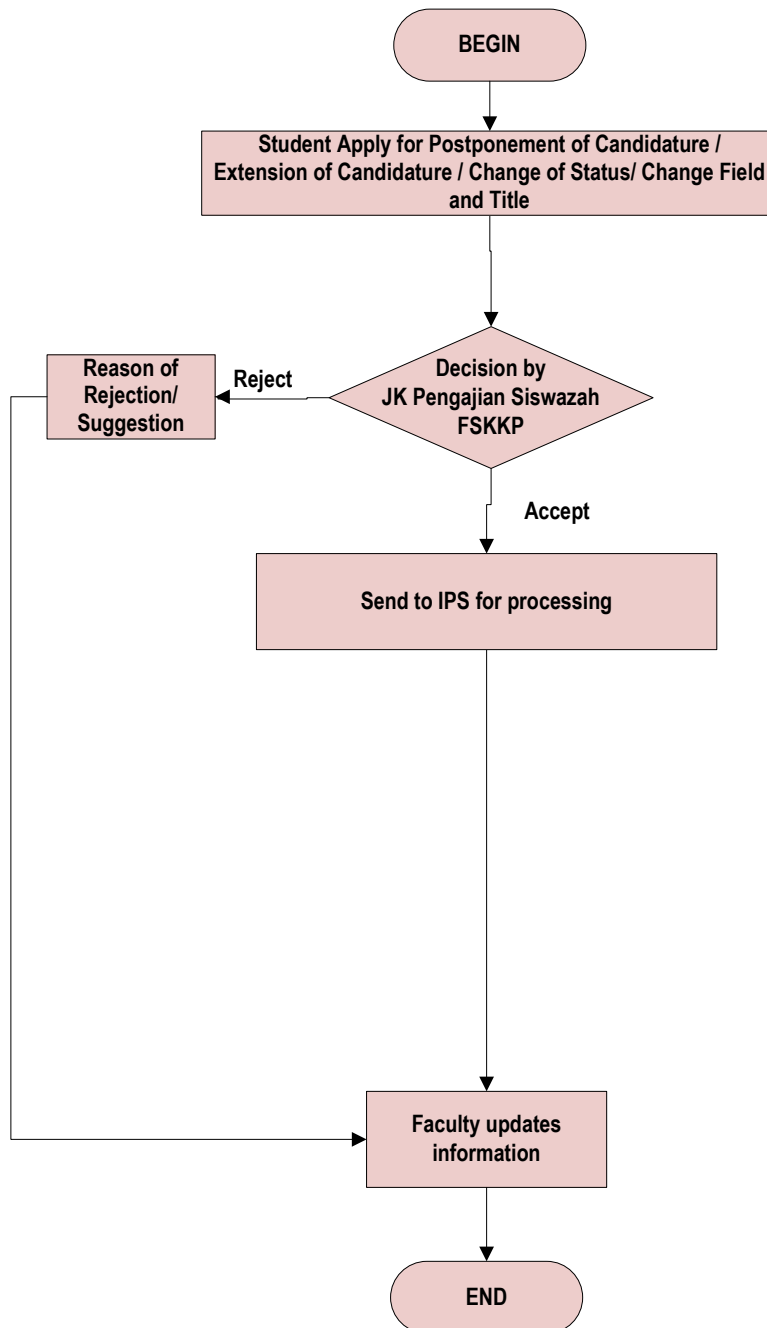 BEGIN
Student Apply for Postponement of Candidature /
Extension of Candidature / Change of Status/ Change Field
and Title
Decision by
JK Pengajian Siswazah
FSKKP
Reject
Reason of
Rejection/
Suggestion
Accept
Send to IPS for processing
Faculty updates
information
END